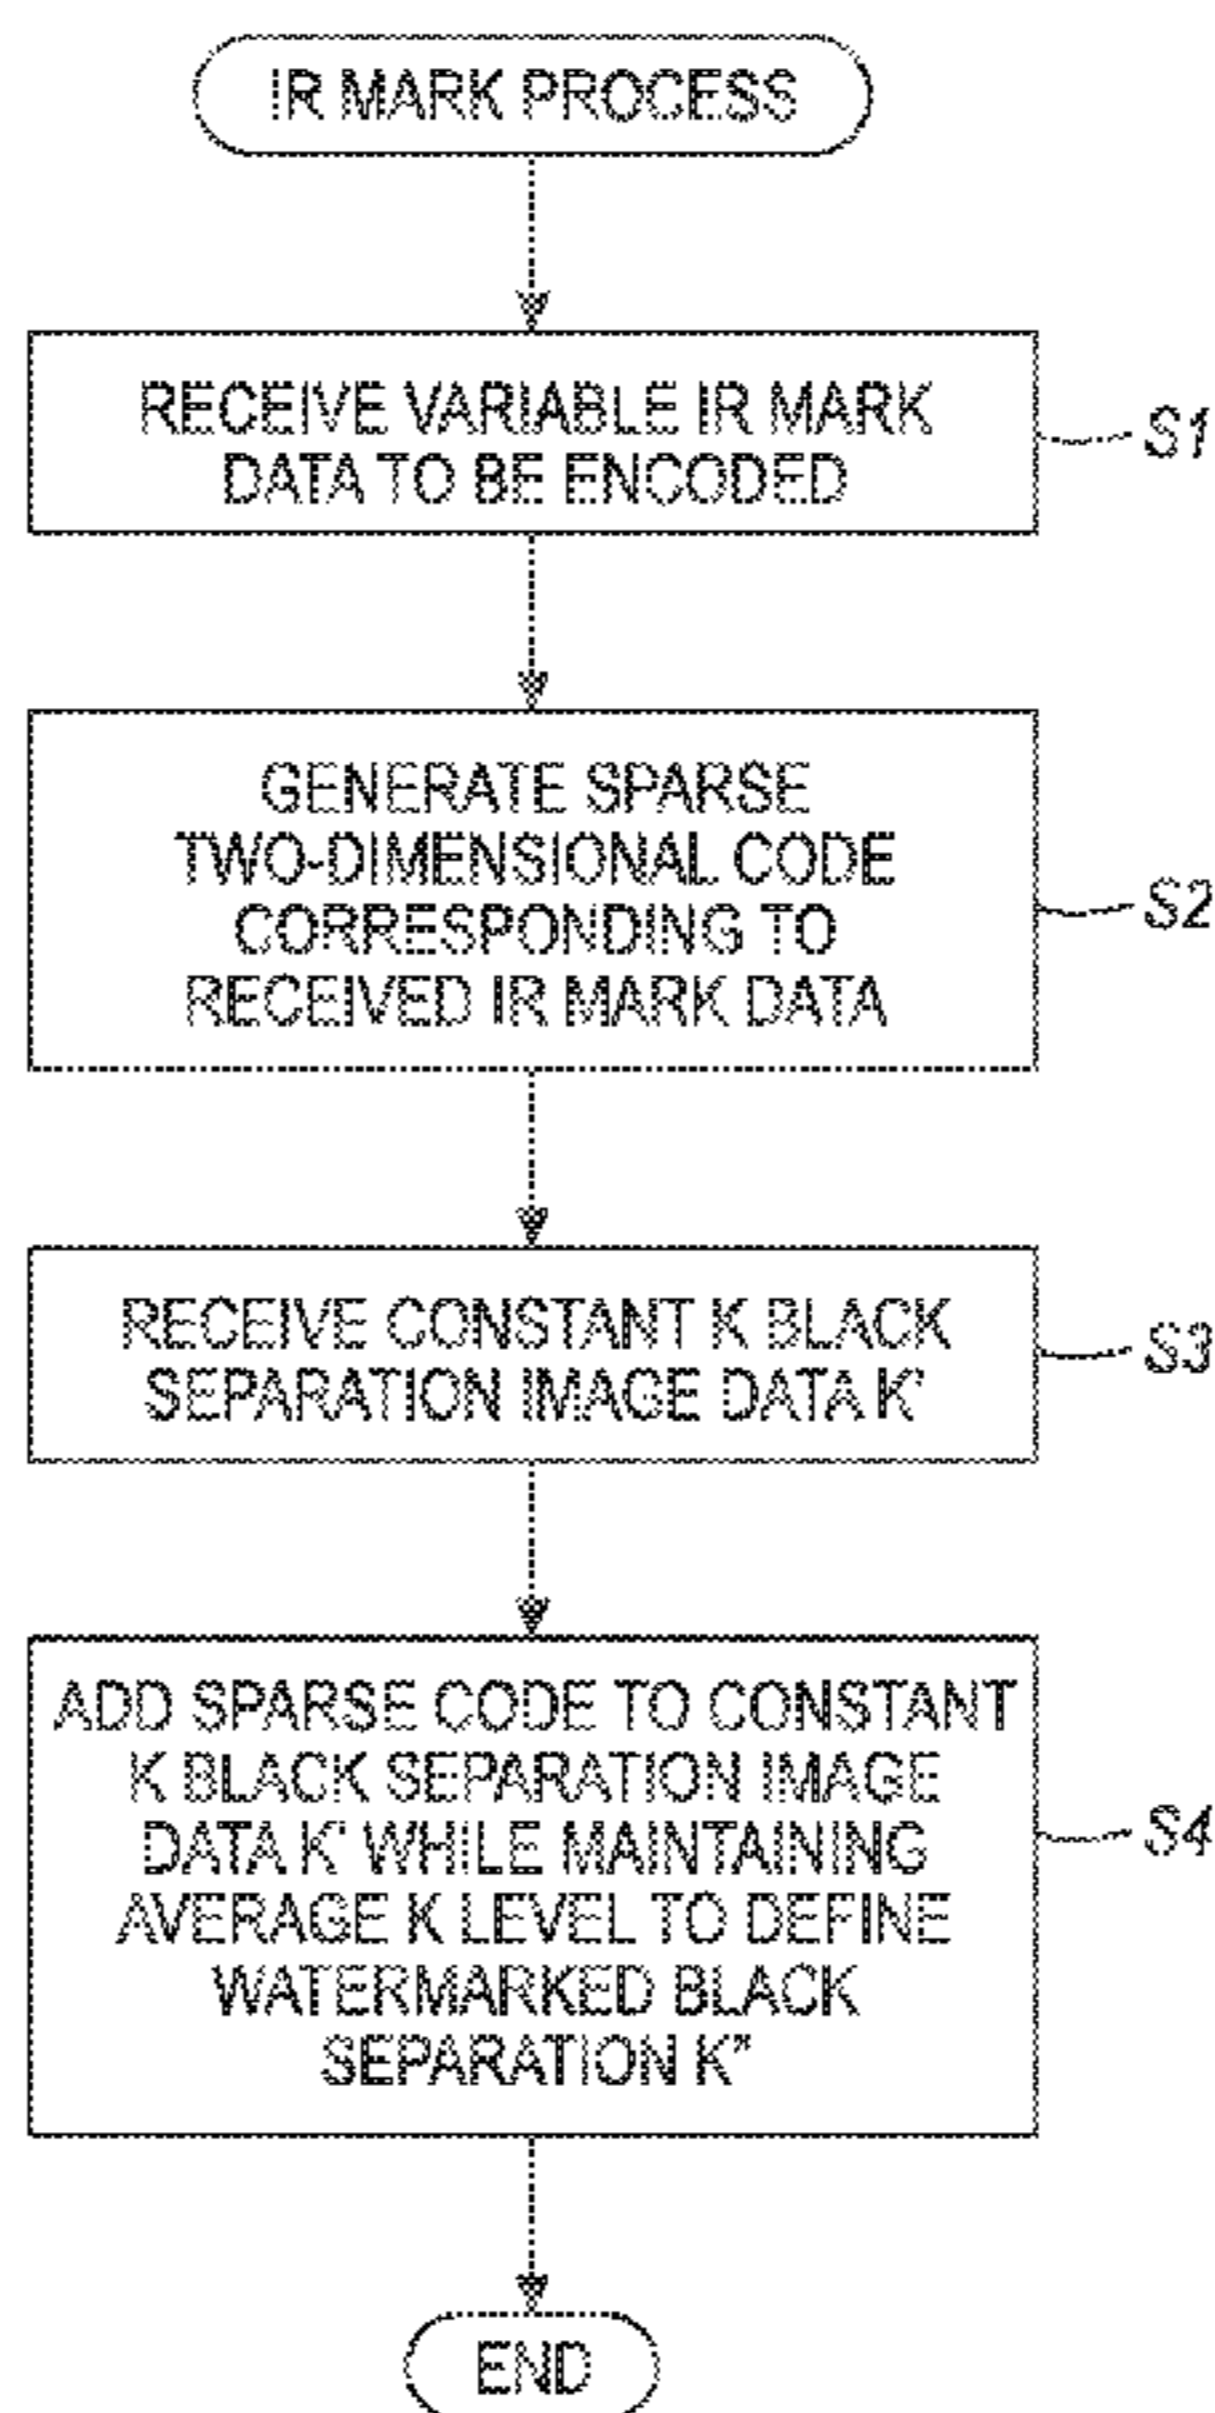 IR MARK PROCESS
RECEIVE VARIABLE IR MARK
DATA TO BE ENCODED
S1
GENERATE SPARSE
TWO-DIMENSIONAL CODE
CORRESPONDING TO
RECEIVED IR MARK DATA
S2
RECEIVE CONSTANT K BLACK
SEPARATION IMAGE DATA K'
S3
ADD SPARSE CODE TO CONSTANT
K BLACK SEPARATION IMAGE
DATA K' WHILE MAINTAINING
AVERAGE K LEVEL TO DEFINE
WATERMARKED BLACK
SEPARATION K"
S4
END